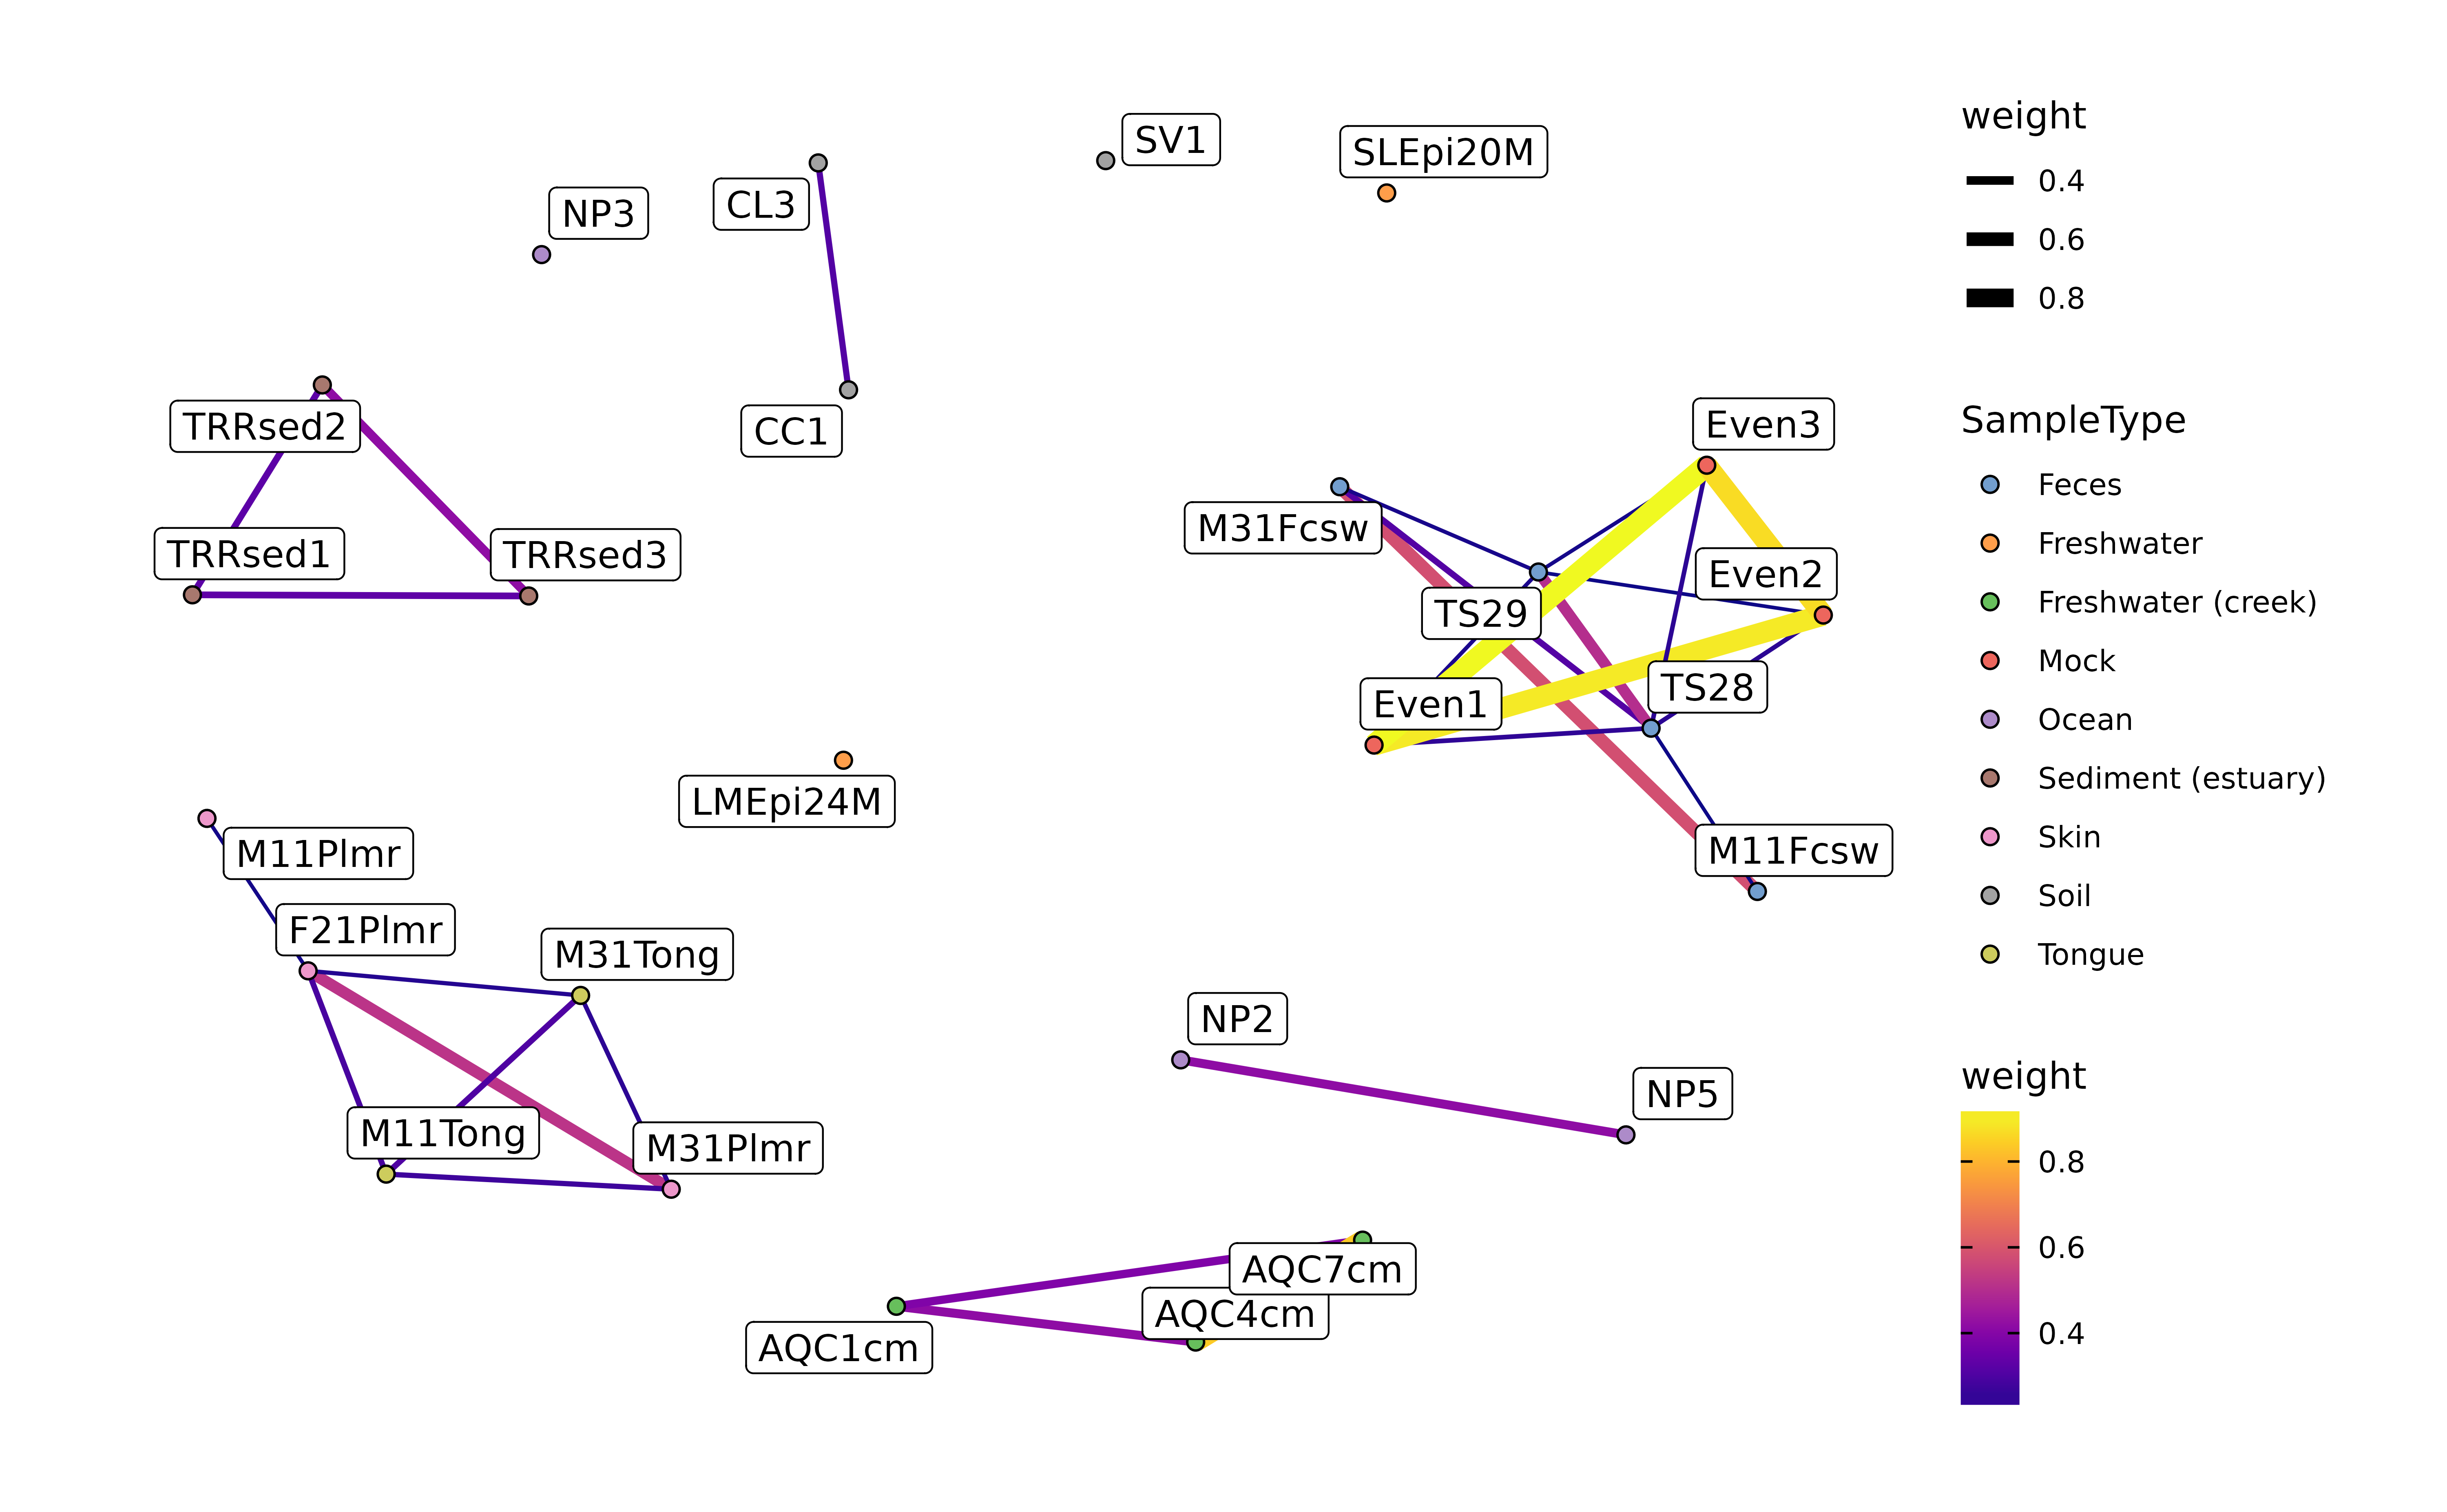 SV1
SLEpi20M
CL3
NP3
TRRsed2
CC1
Even3
M31Fcsw
TRRsed1
TRRsed3
Even2
TS29
TS28
Even1
LMEpi24M
M11Plmr
M11Fcsw
F21Plmr
M31Tong
NP2
NP5
M11Tong
M31Plmr
AQC7cm
AQC4cm
AQC1cm
weight
0.4
0.6
0.8
SampleType
Feces
Freshwater
Freshwater (creek)
Mock
Ocean
Sediment (estuary)
Skin
Soil
Tongue
weight
0.8
0.6
0.4